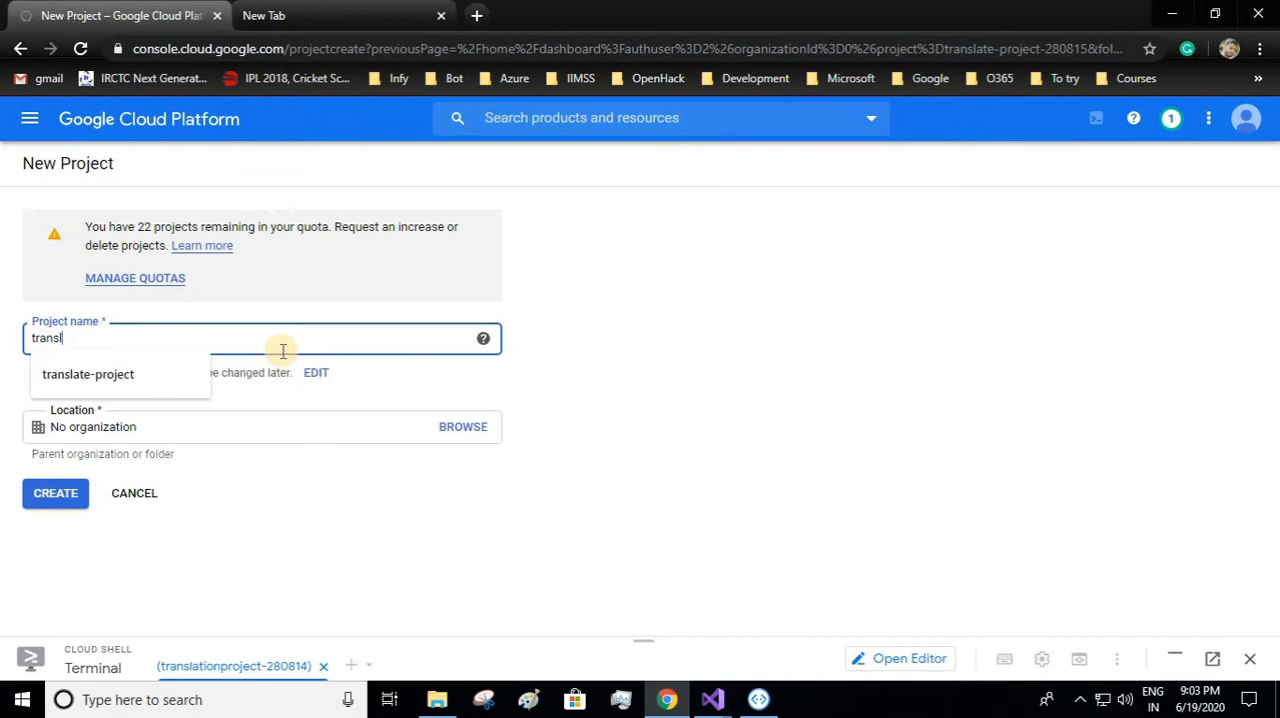 New Project – Google Cloud Platform
New Tab
console.cloud.google.com/projectcreate?previousPage=%2Fhome%2Fdashboard%3Fauthuser%3D2%26organizationId%3D0%26project%3Dtranslate-project-280815&fol...
gmail
IRCTC Next Generat...
IPL 2018, Cricket Sc...
Infy
Bot
Azure
IIMSS
OpenHack
Development
Microsoft
Google
O365
To try
Courses
»
Google Cloud Platform
Search products and resources
1
New Project
You have 22 projects remaining in your quota. Request an increase or
delete projects. Learn more
MANAGE QUOTAS
Project name *
transl
translate-project
be changed later. EDIT
Location *
No organization
BROWSE
Parent organization or folder
CREATE
CANCEL
CLOUD SHELL
Terminal
(translationproject-280814)
Open Editor
Type here to search
ENG
IN
9:03 PM
6/19/2020